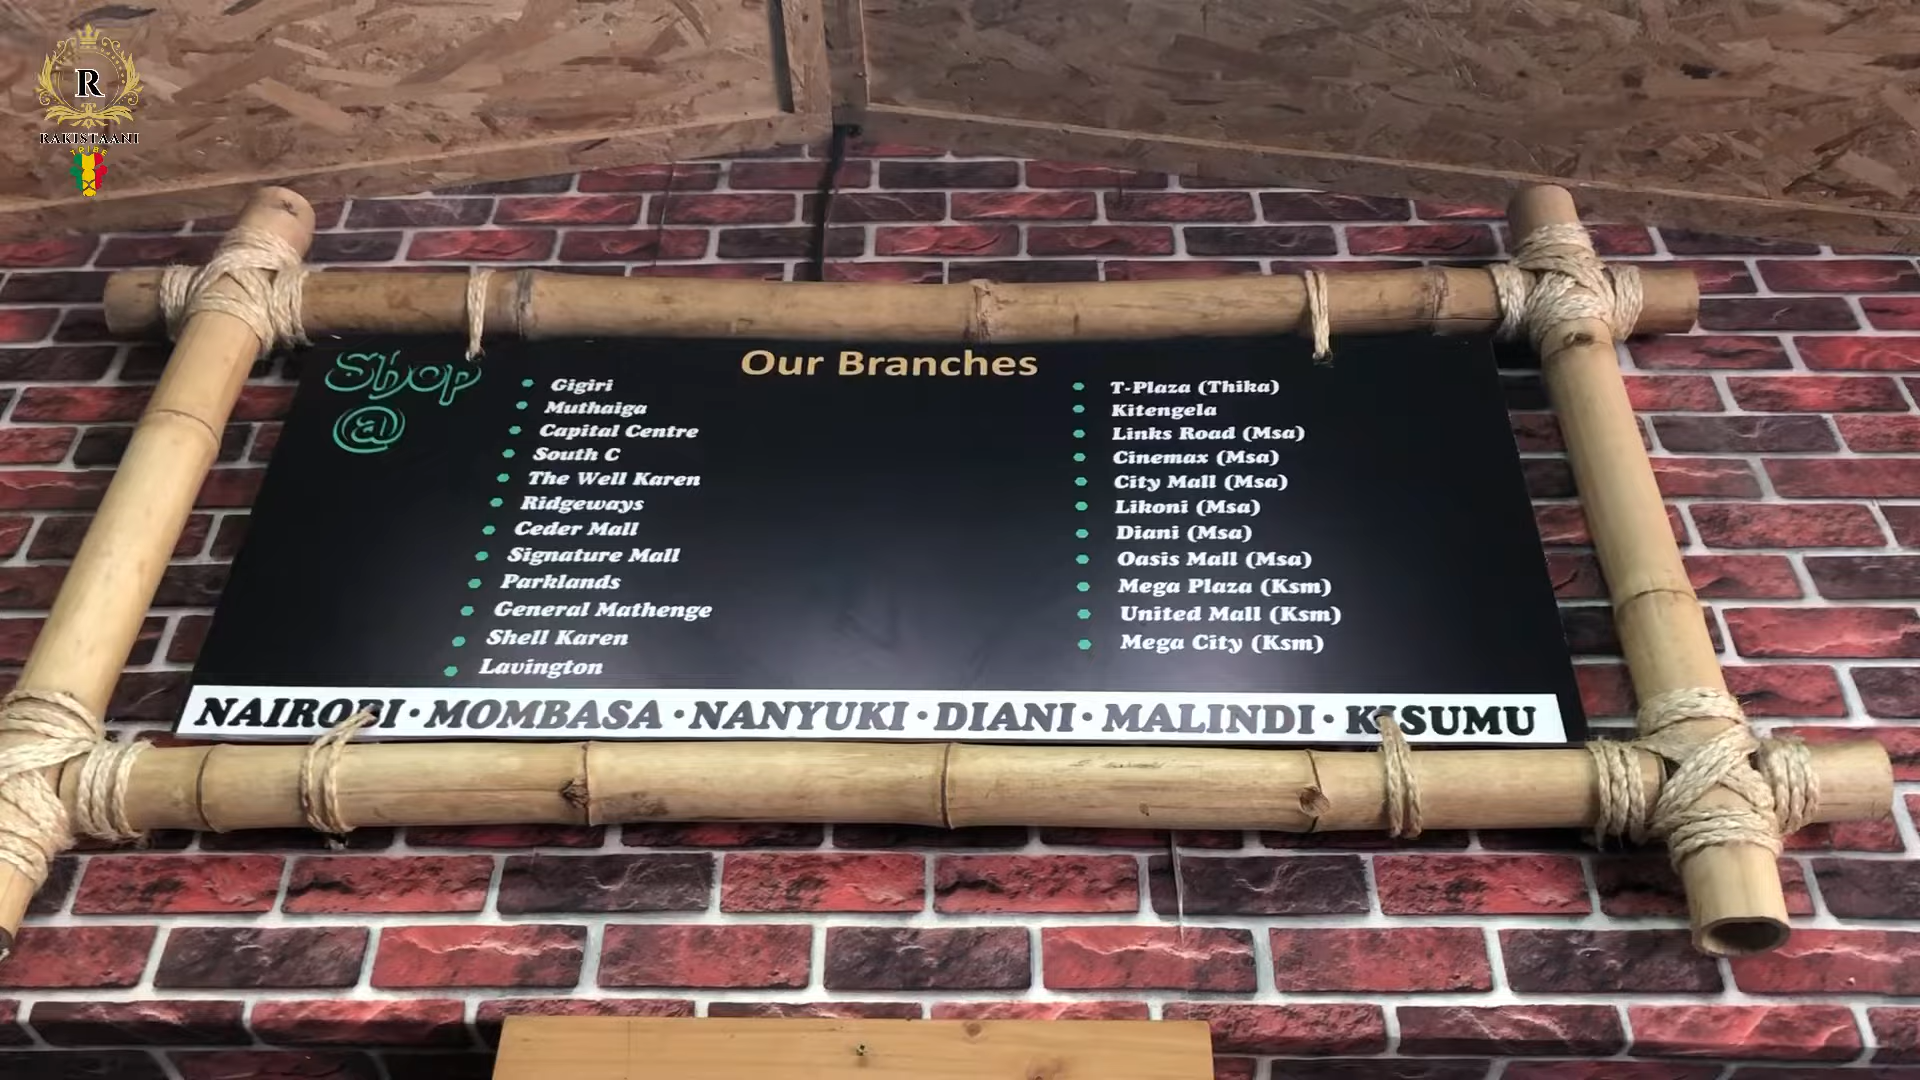 R
RAKISTAANI
TRIBE
Shop
@
Our Branches
Gigiri
Muthaiga
Capital Centre
South C
The Well Karen
Ridgeways
Ceder Mall
Signature Mall
Parklands
General Mathenge
Shell Karen
Lavington
T-Plaza (Thika)
Kitengela
Links Road (Msa)
Cinemax (Msa)
City Mall (Msa)
Likoni (Msa)
Diani (Msa)
Oasis Mall (Msa)
Mega Plaza (Ksm)
United Mall (Ksm)
Mega City (Ksm)
NAIROBI · MOMBASA · NANYUKI · DIANI · MALINDI · KISUMU